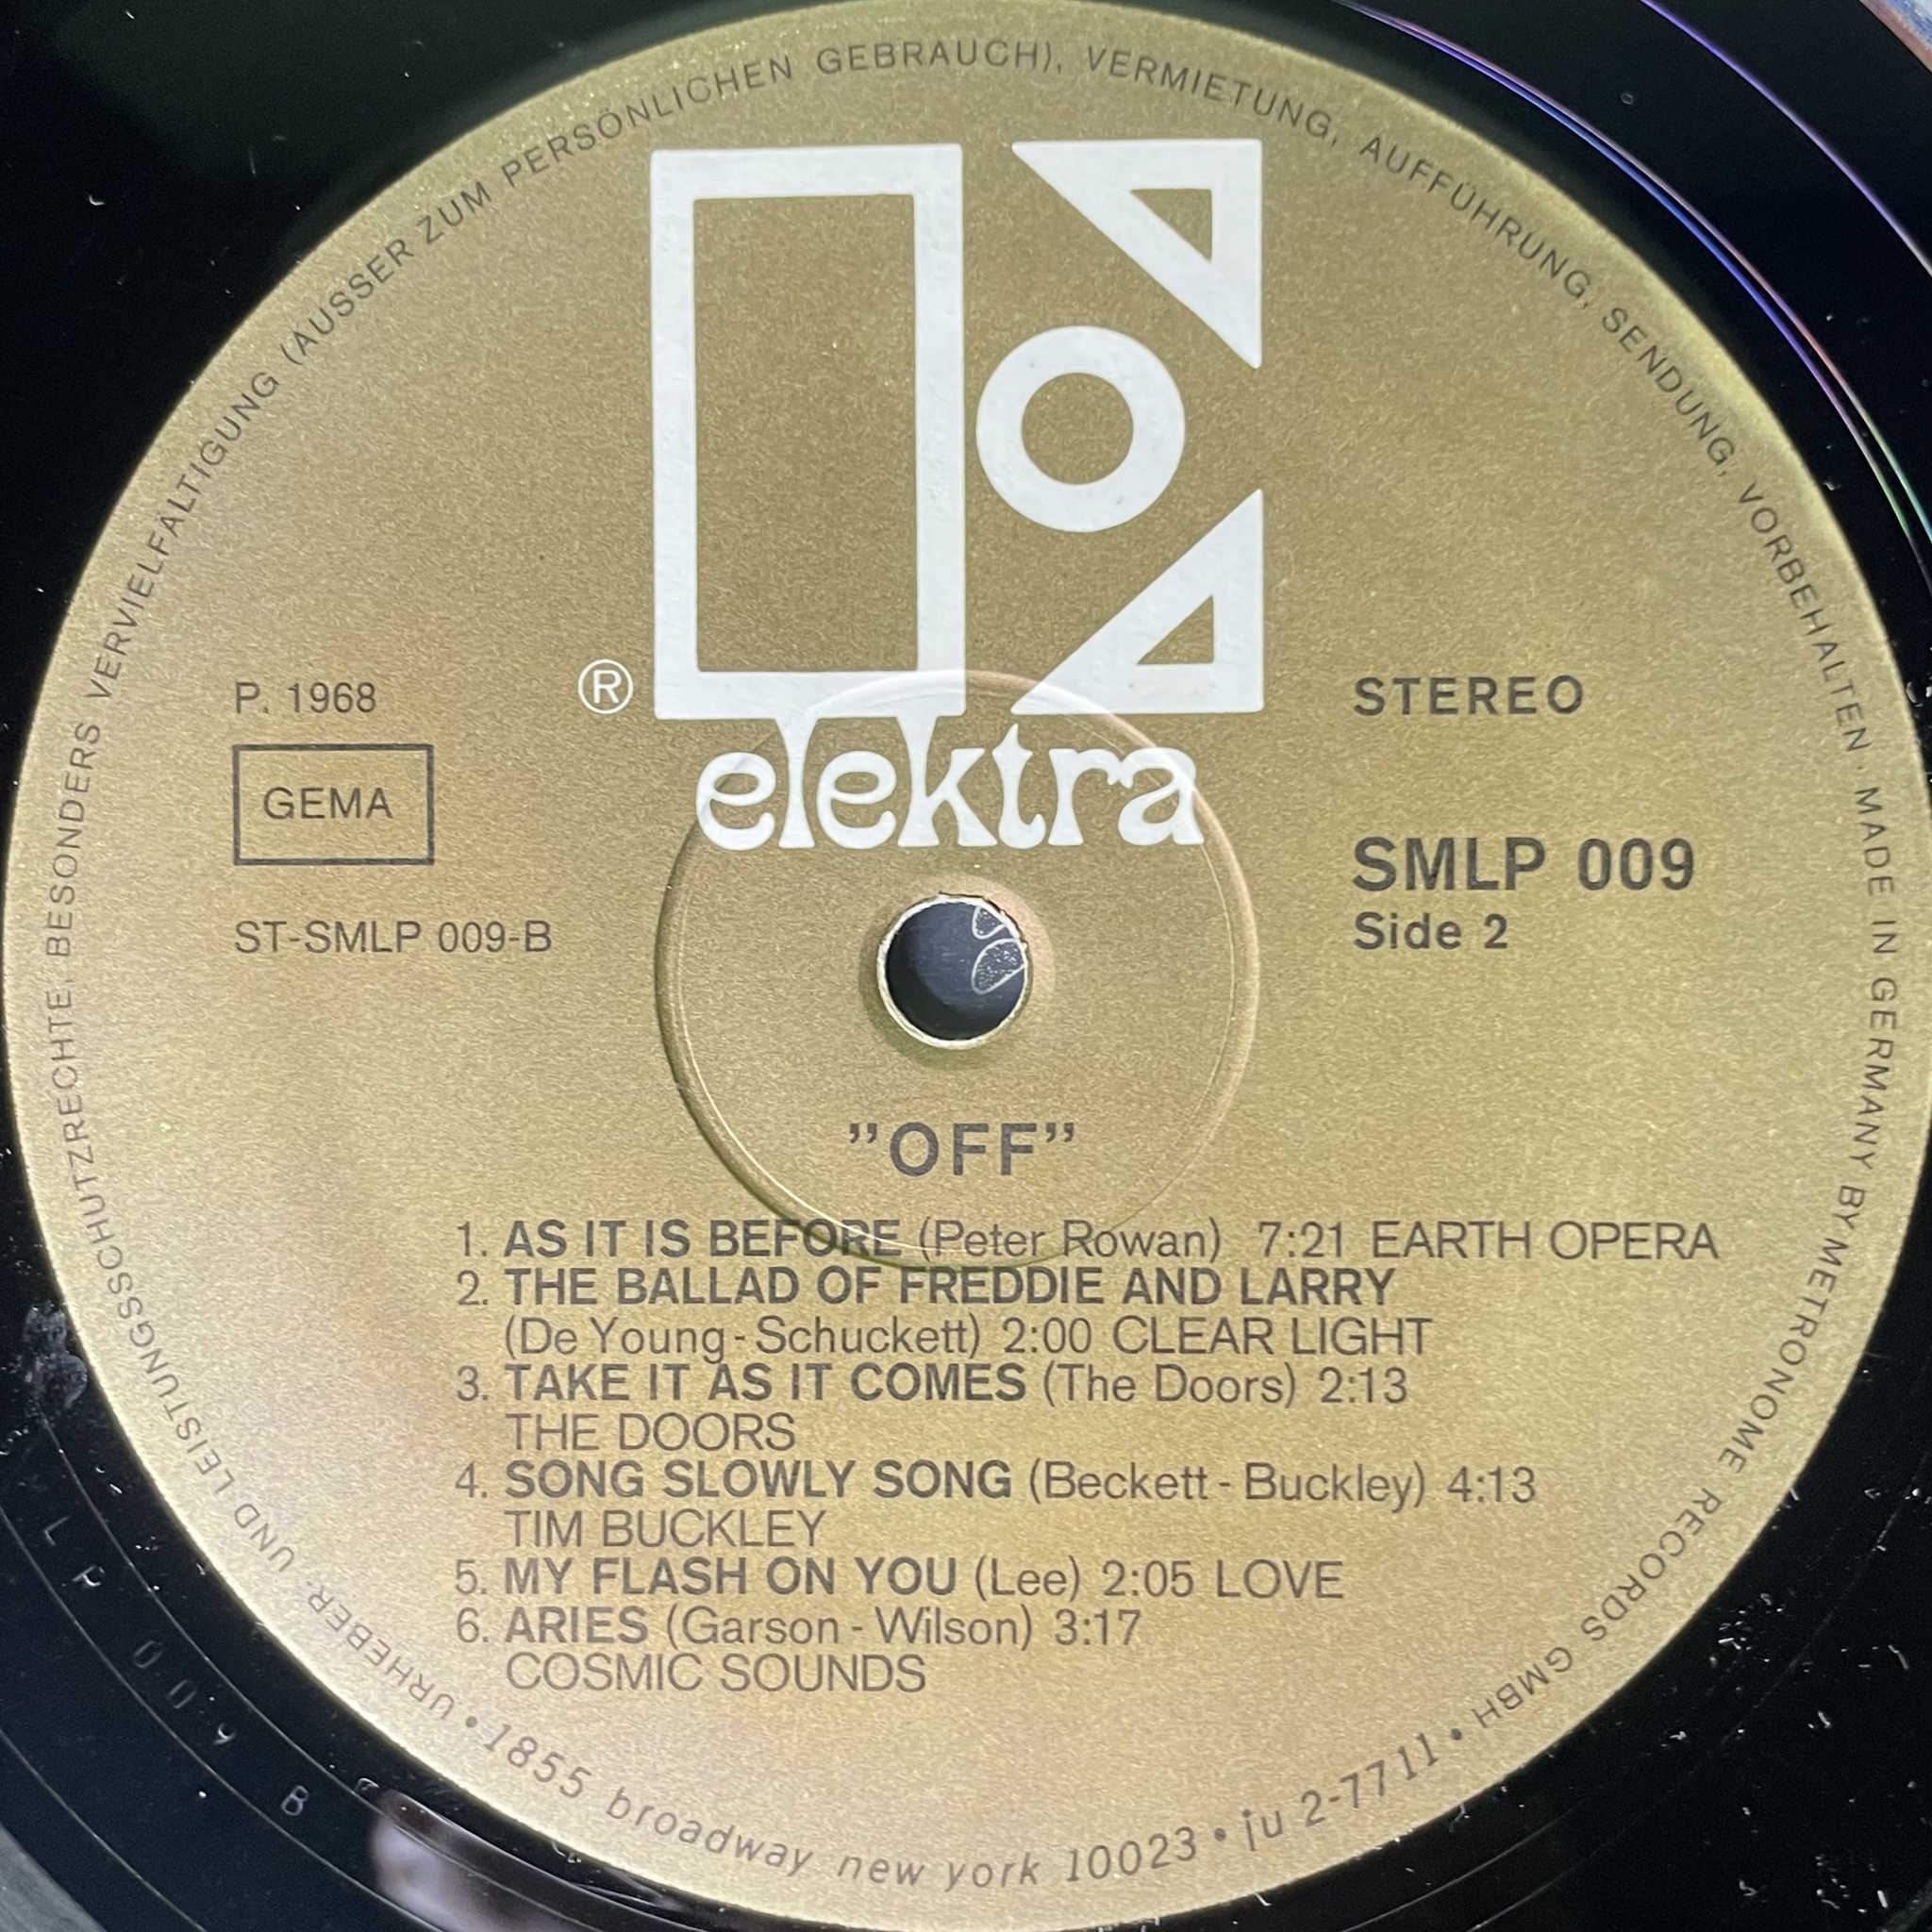 URHEBER- UND LEISTUNGSSCHUTZRECHTE, BESONDERS VERVIELFÄLTIGUNG (AUSSER ZUM PERSÖNLICHEN GEBRAUCH), VERMIETUNG, AUFFÜHRUNG, SENDUNG, VORBEHALTEN. MADE IN GERMANY BY METRONOME RECORDS GMBH •
®
elektra
P. 1968
GEMA
ST-SMLP 009-B
STEREO
SMLP 009
Side 2
”OFF”
1. AS IT IS BEFORE (Peter Rowan) 7:21 EARTH OPERA
2. THE BALLAD OF FREDDIE AND LARRY
(De Young - Schuckett) 2:00 CLEAR LIGHT
3. TAKE IT AS IT COMES (The Doors) 2:13
THE DOORS
4. SONG SLOWLY SONG (Beckett - Buckley) 4:13
TIM BUCKLEY
5. MY FLASH ON YOU (Lee) 2:05 LOVE
6. ARIES (Garson - Wilson) 3:17
COSMIC SOUNDS
• 1855 broadway new york 10023 • ju 2-7711 •
LP 009 B